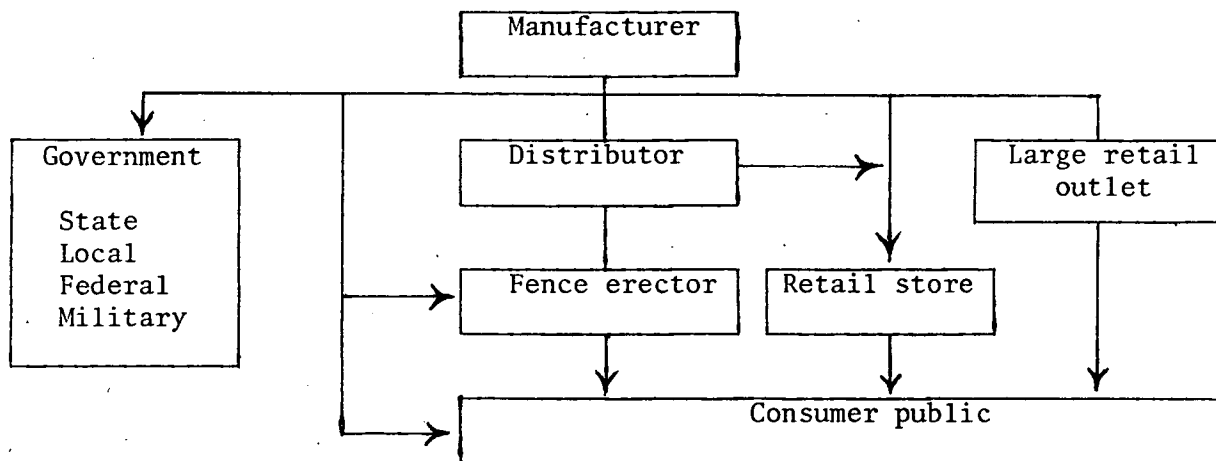 Manufacturer
Government
State
Local
Federal
Military
Distributor
Large retail
outlet
Fence erector
Retail store
Consumer public